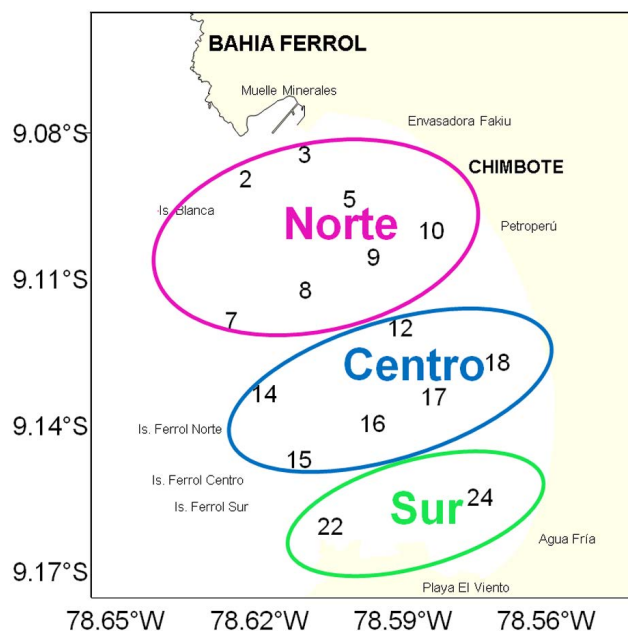 BAHIA FERROL
Muelle Minerales
Envasadora Fakiu
9.08°S
3
CHIMBOTE
2
5
Is. Blanca
Norte
Petroperú
10
9
9.11°S
8
7
12
Centro
18
14
17
16
9.14°S
Is. Ferrol Norte
15
Is. Ferrol Centro
Sur
24
Is. Ferrol Sur
22
Agua Fría
9.17°S
Playa El Viento
78.65°W 78.62°W 78.59°W 78.56°W